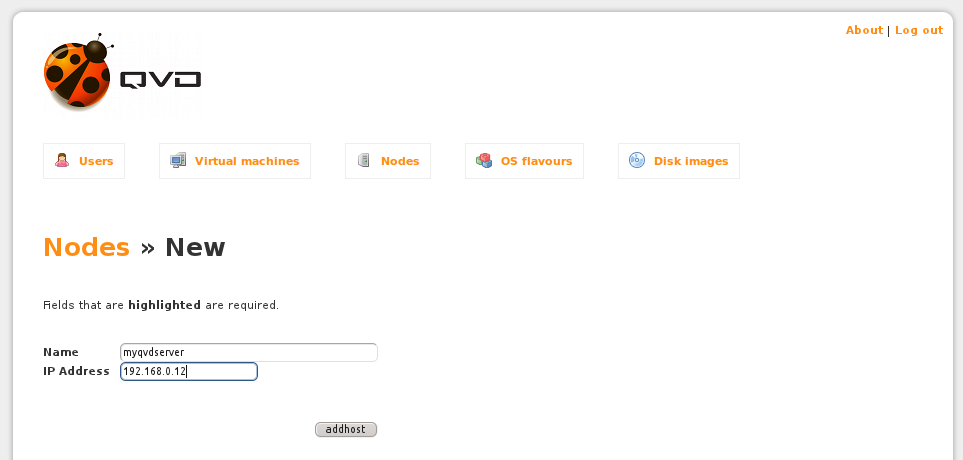 About | Log out
QVD
Users Virtual machines Nodes OS flavours Disk images
Nodes » New
Fields that are highlighted are required.
Name myqvdserver
IP Address 192.168.0.12
addhost